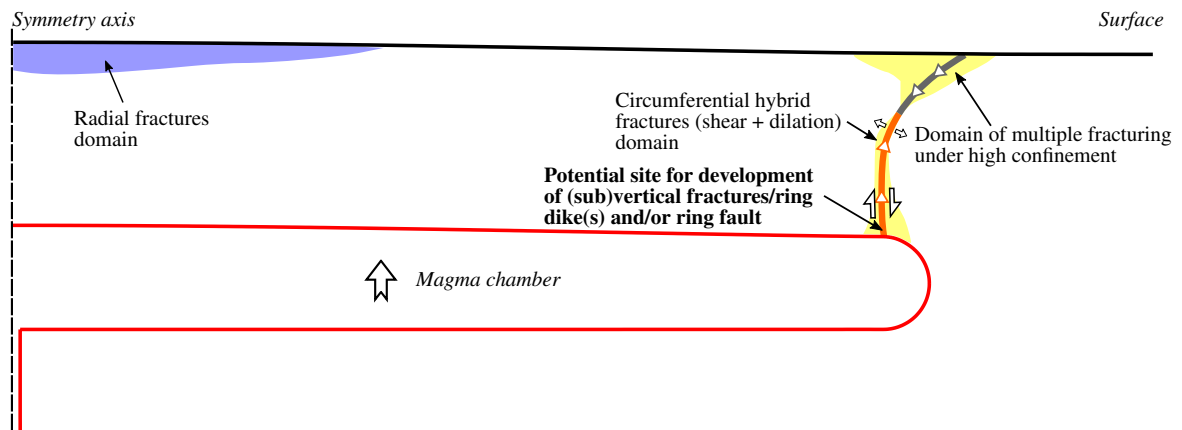 Symmetry axis
Surface
Radial fractures
domain
Circumferential hybrid
fractures (shear + dilation)
domain
Domain of multiple fracturing
under high confinement
Potential site for development
of (sub)vertical fractures/ring
dike(s) and/or ring fault
Magma chamber